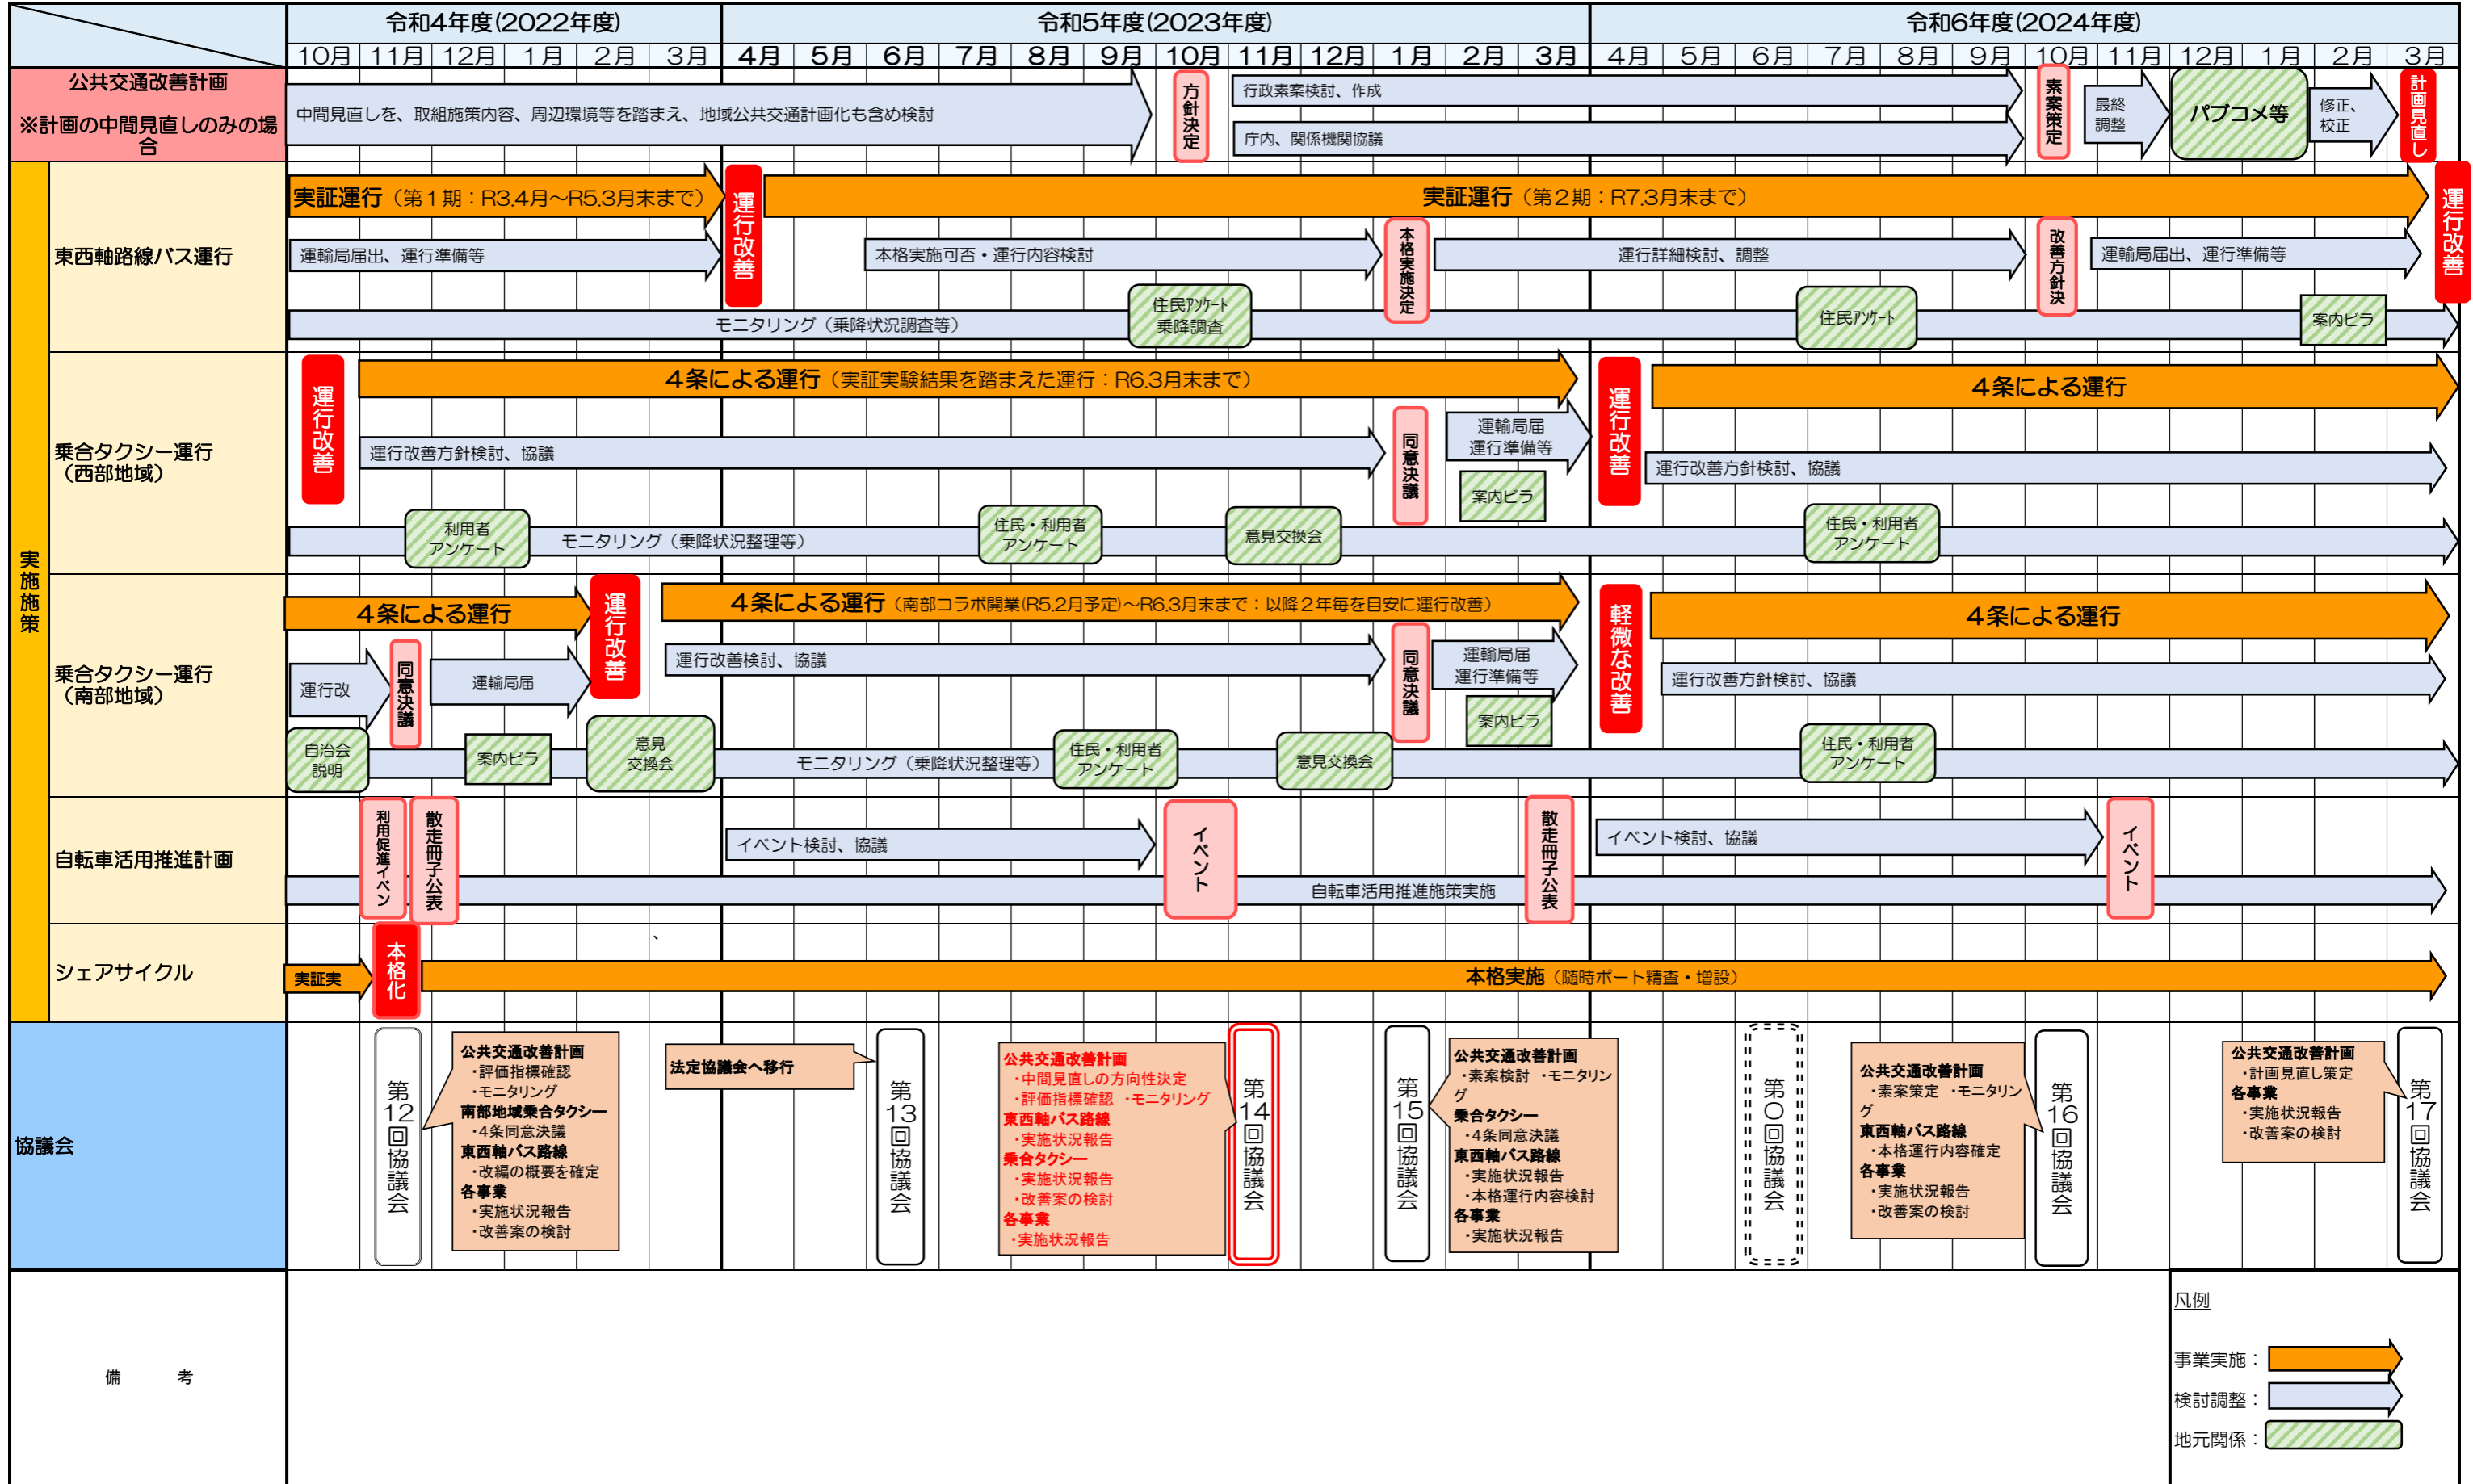 令和4年度(2022年度)
令和5年度(2023年度)
令和6年度(2024年度)
10月 11月 12月 1月 2月 3月 4月 5月 6月 7月 8月 9月 10月 11月 12月 1月 2月 3月 4月 5月 6月 7月 8月 9月 10月 11月 12月 1月 2月 3月
公共交通改善計画
※計画の中間見直しのみの場
合
中間見直しを、取組施策内容、周辺環境等を踏まえ、地域公共交通計画化も含め検討
方針決定
行政素案検討、作成
庁内、関係機関協議
素案策定
最終
調整
パブコメ等
修正、
校正
計画見直し
実施施策
東西軸路線バス運行
実証運行（第１期：R3.4月～R5.3月末まで）
運行改善
実証運行（第２期：R7.3月末まで）
運行改善
運輸局届出、運行準備等
本格実施可否・運行内容検討
本格実施決定
運行詳細検討、調整
改善方針決
運輸局届出、運行準備等
モニタリング（乗降状況調査等）
住民ｱﾝｹｰﾄ
乗降調査
住民ｱﾝｹｰﾄ
案内ビラ
乗合タクシー運行
（西部地域）
運行改善
４条による運行（実証実験結果を踏まえた運行：R6.3月末まで）
運行改善
４条による運行
運行改善方針検討、協議
同意決議
運輸局届
運行準備等
案内ビラ
運行改善方針検討、協議
利用者
アンケート
モニタリング（乗降状況整理等）
住民・利用者
アンケート
意見交換会
住民・利用者
アンケート
乗合タクシー運行
（南部地域）
４条による運行
運行改善
４条による運行（南部コラボ開業(R5.2月予定)～R6.3月末まで：以降２年毎を目安に運行改善）
軽微な改善
４条による運行
運行改
同意決議
運輸局届
運行改善検討、協議
同意決議
運輸局届
運行準備等
案内ビラ
運行改善方針検討、協議
自治会
説明
案内ビラ
意見
交換会
モニタリング（乗降状況整理等）
住民・利用者
アンケート
意見交換会
住民・利用者
アンケート
自転車活用推進計画
利用促進イベン
散走冊子公表
イベント検討、協議
イベント
散走冊子公表
イベント検討、協議
イベント
自転車活用推進施策実施
シェアサイクル
実証実
本格化
、
本格実施（随時ポート精査・増設）
協議会
第12回協議会
公共交通改善計画
・評価指標確認
・モニタリング
南部地域乗合タクシー
・4条同意決議
東西軸バス路線
・改編の概要を確定
各事業
・実施状況報告
・改善案の検討
法定協議会へ移行
第13回協議会
公共交通改善計画
・中間見直しの方向性決定
・評価指標確認 ・モニタリング
東西軸バス路線
・実施状況報告
乗合タクシー
・実施状況報告
・改善案の検討
各事業
・実施状況報告
第14回協議会
第15回協議会
公共交通改善計画
・素案検討 ・モニタリン
グ
乗合タクシー
・4条同意決議
東西軸バス路線
・実施状況報告
・本格運行内容検討
各事業
・実施状況報告
第〇回協議会
公共交通改善計画
・素案策定 ・モニタリン
グ
東西軸バス路線
・本格運行内容確定
各事業
・実施状況報告
・改善案の検討
第16回協議会
公共交通改善計画
・計画見直し策定
各事業
・実施状況報告
・改善案の検討
第17回協議会
備　考
凡例
事業実施：
検討調整：
地元関係：